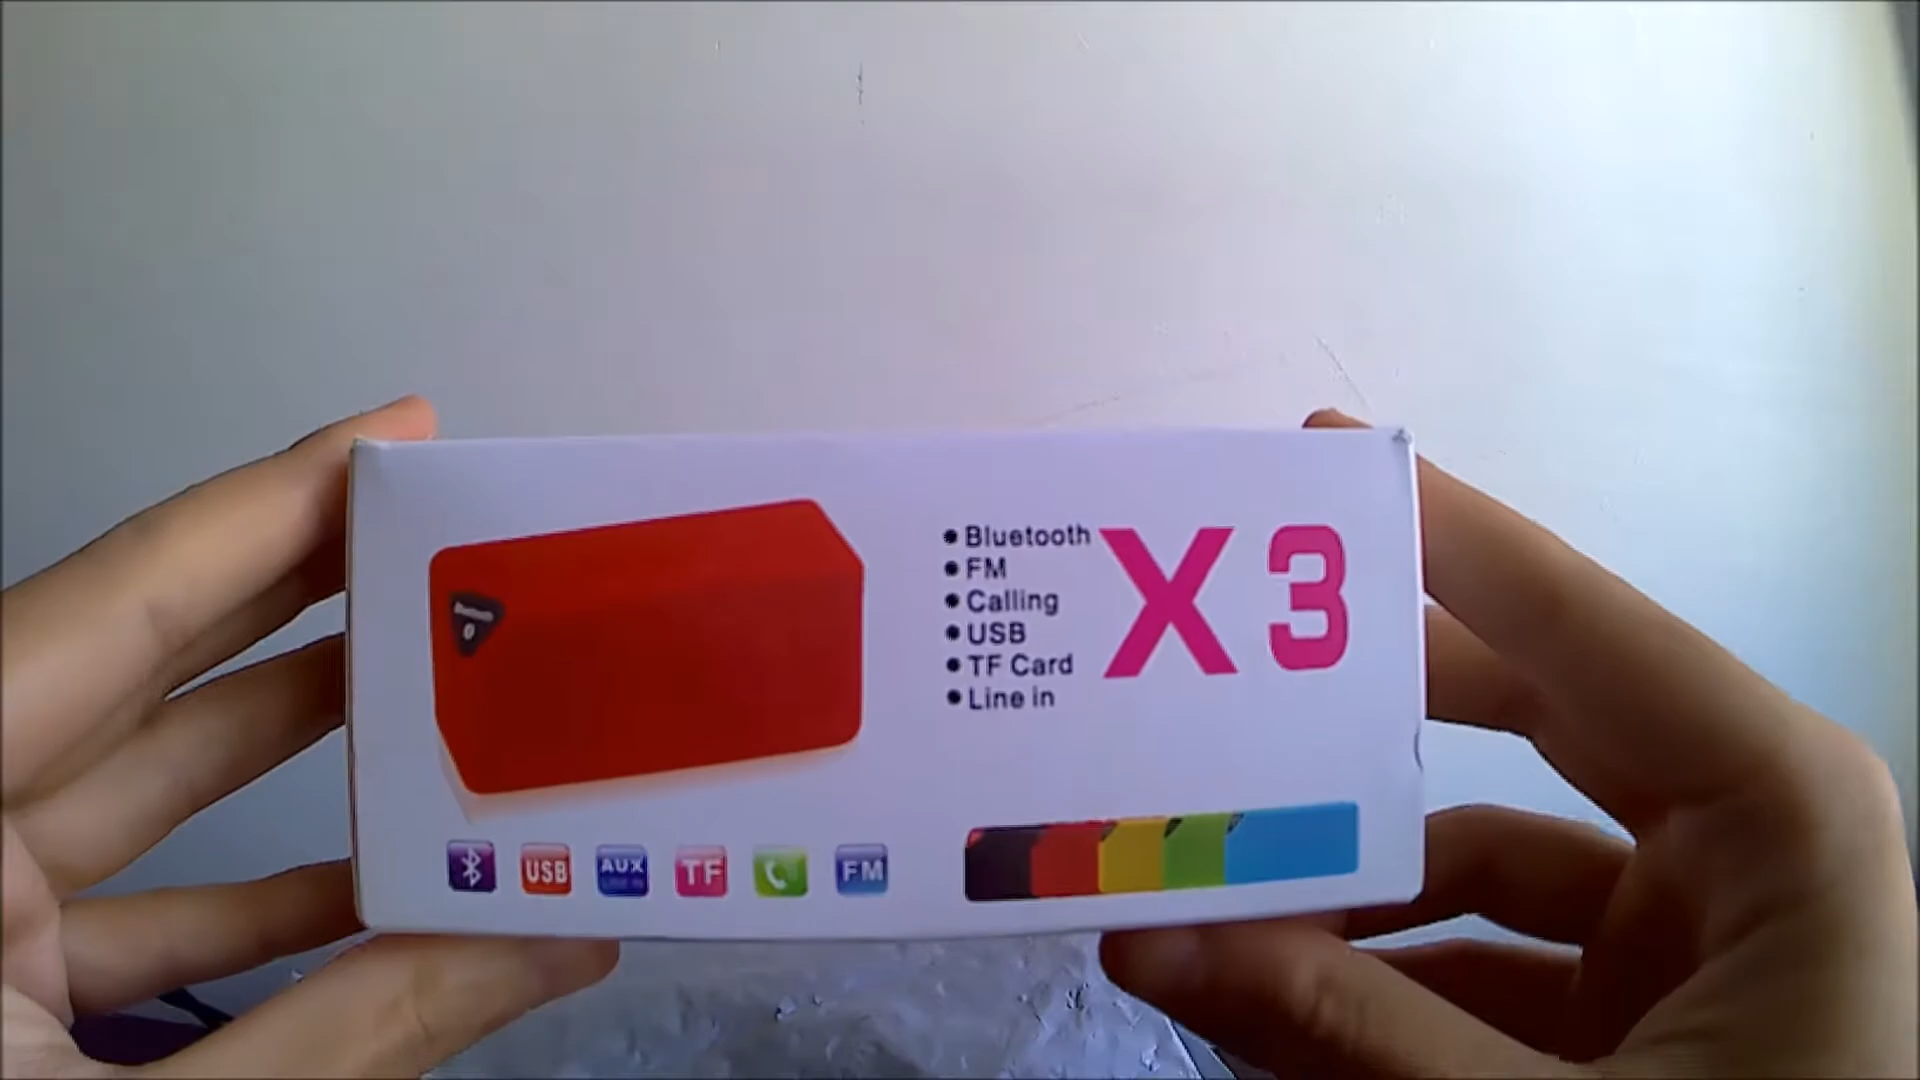 • Bluetooth
• FM
• Calling
• USB
• TF Card
• Line in
X3
USB
AUX
TF
FM